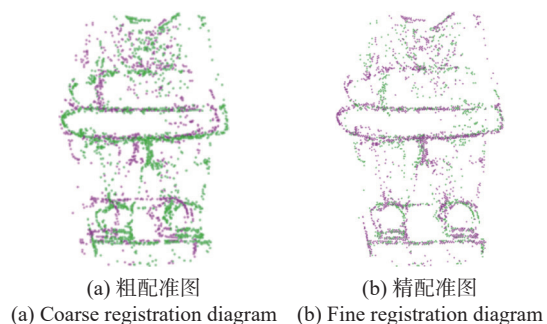 (a) 粗配准图
(b) 精配准图
(a) Coarse registration diagram
(b) Fine registration diagram